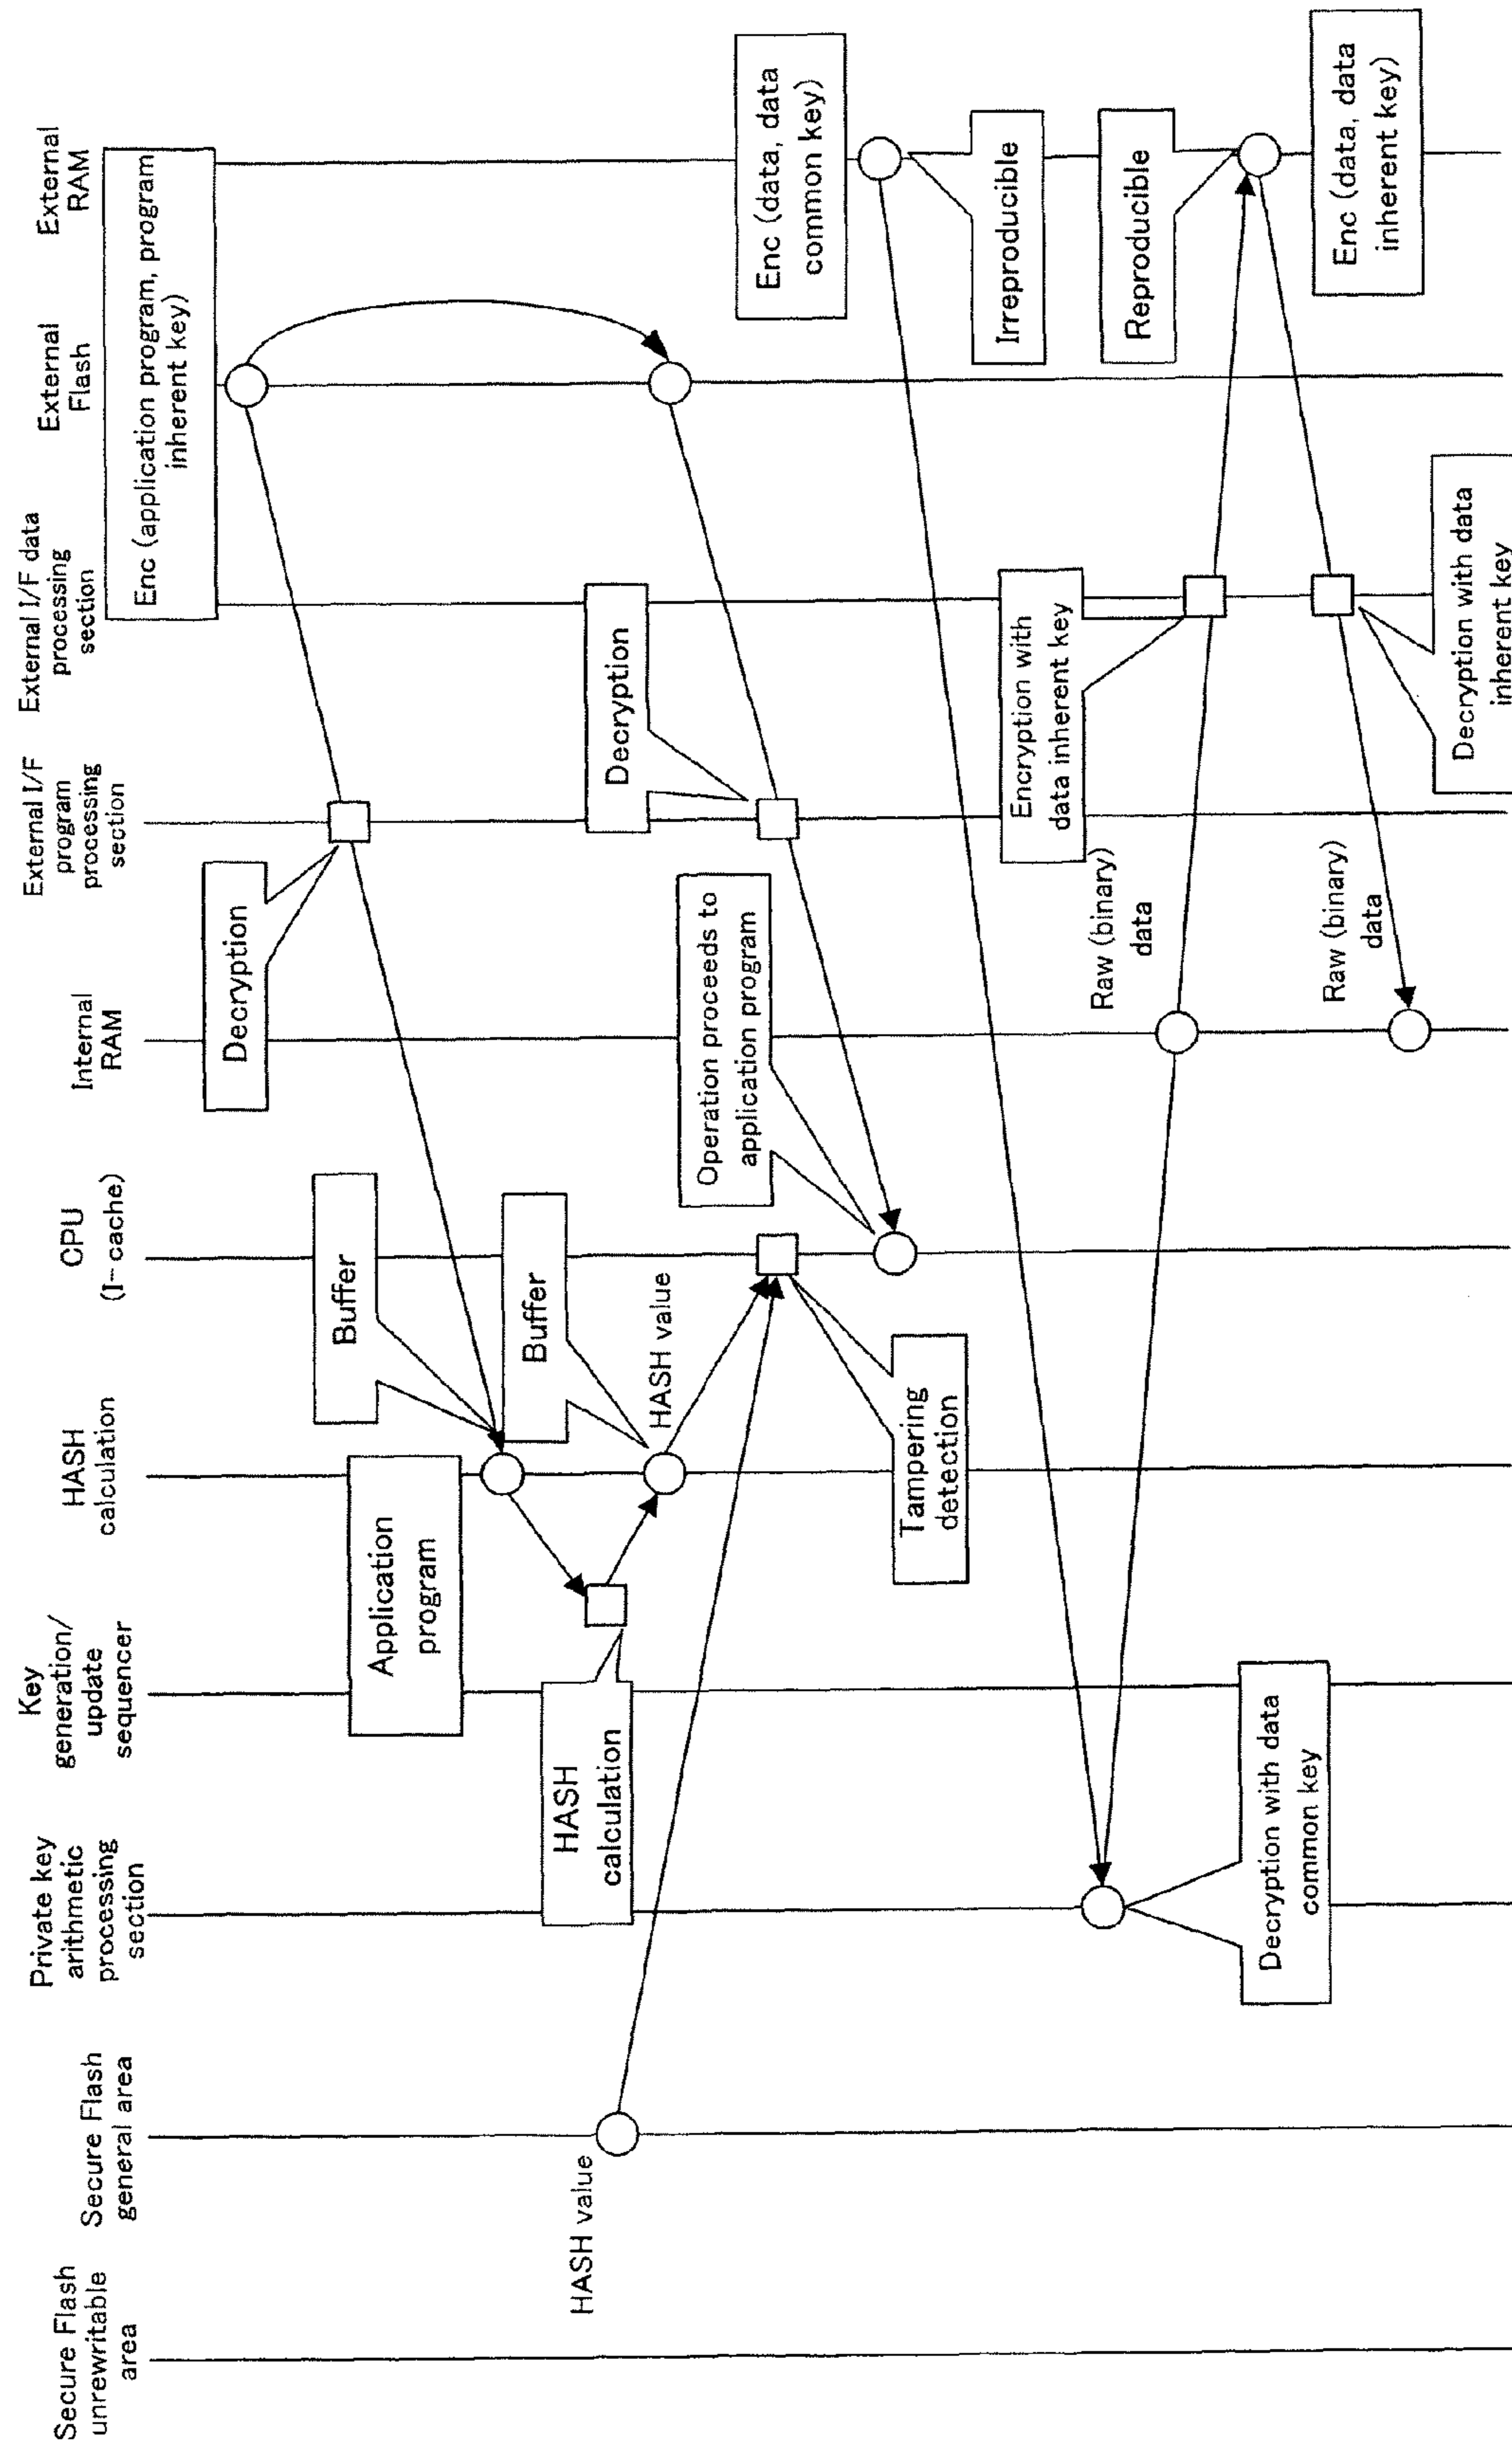 Secure Flash
unrewritable
area
Secure Flash
general area
Private key
arithmetic
processing
section
Key
generation/
update
sequencer
HASH
calculation
CPU
(I-cache)
Internal
RAM
External I/F
program
processing
section
External I/F data
processing
section
External
Flash
External
RAM
Enc (application program, program
inherent key)
Decryption
Buffer
Application
program
Buffer
HASH
calculation
HASH value
HASH value
Decryption
Operation proceeds to
application program
Tampering
detection
Enc (data, data
common key)
Irreproducible
Reproducible
Encryption with
data inherent key
Raw (binary)
data
Decryption with data
common key
Enc (data, data
inherent key)
Raw (binary)
data
Decryption with data
inherent key